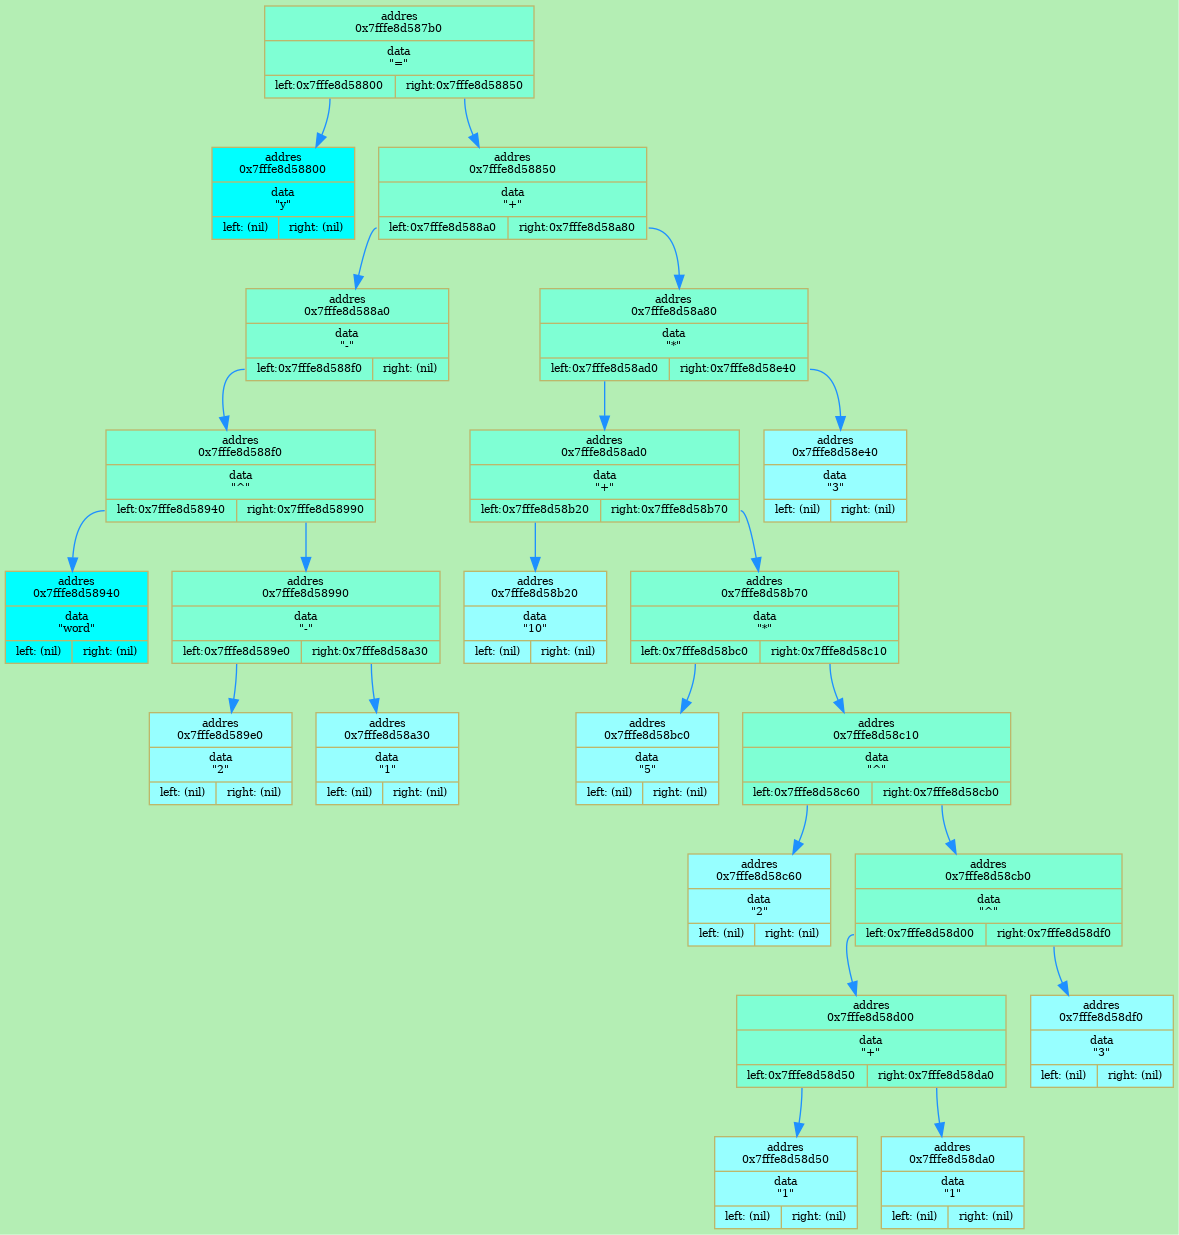 addres
0x7fffe8d587b0
data
"="
left:0x7fffe8d58800 right:0x7fffe8d58850
addres
0x7fffe8d58800
data
"y"
left: (nil) right: (nil)
addres
0x7fffe8d58850
data
"+"
left:0x7fffe8d588a0 right:0x7fffe8d58a80
addres
0x7fffe8d588a0
data
"-"
left:0x7fffe8d588f0 right: (nil)
addres
0x7fffe8d58a80
data
"*"
left:0x7fffe8d58ad0 right:0x7fffe8d58e40
addres
0x7fffe8d588f0
data
"^"
left:0x7fffe8d58940 right:0x7fffe8d58990
addres
0x7fffe8d58ad0
data
"+"
left:0x7fffe8d58b20 right:0x7fffe8d58b70
addres
0x7fffe8d58e40
data
"3"
left: (nil) right: (nil)
addres
0x7fffe8d58940
data
"word"
left: (nil) right: (nil)
addres
0x7fffe8d58990
data
"-"
left:0x7fffe8d589e0 right:0x7fffe8d58a30
addres
0x7fffe8d58b20
data
"10"
left: (nil) right: (nil)
addres
0x7fffe8d58b70
data
"*"
left:0x7fffe8d58bc0 right:0x7fffe8d58c10
addres
0x7fffe8d589e0
data
"2"
left: (nil) right: (nil)
addres
0x7fffe8d58a30
data
"1"
left: (nil) right: (nil)
addres
0x7fffe8d58bc0
data
"5"
left: (nil) right: (nil)
addres
0x7fffe8d58c10
data
"^"
left:0x7fffe8d58c60 right:0x7fffe8d58cb0
addres
0x7fffe8d58c60
data
"2"
left: (nil) right: (nil)
addres
0x7fffe8d58cb0
data
"^"
left:0x7fffe8d58d00 right:0x7fffe8d58df0
addres
0x7fffe8d58d00
data
"+"
left:0x7fffe8d58d50 right:0x7fffe8d58da0
addres
0x7fffe8d58df0
data
"3"
left: (nil) right: (nil)
addres
0x7fffe8d58d50
data
"1"
left: (nil) right: (nil)
addres
0x7fffe8d58da0
data
"1"
left: (nil) right: (nil)